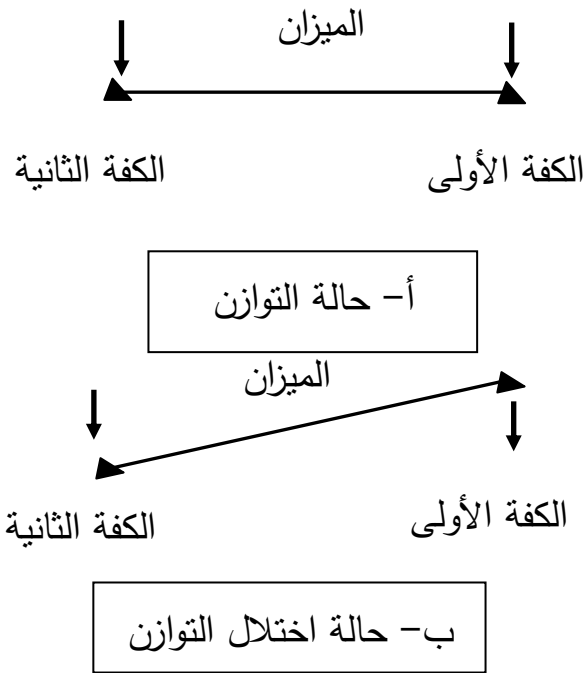 الميزان
الكفة الأولى
الكفة الثانية
أ- حالة التوازن
الميزان
الكفة الأولى
الكفة الثانية
ب- حالة اختلال التوازن